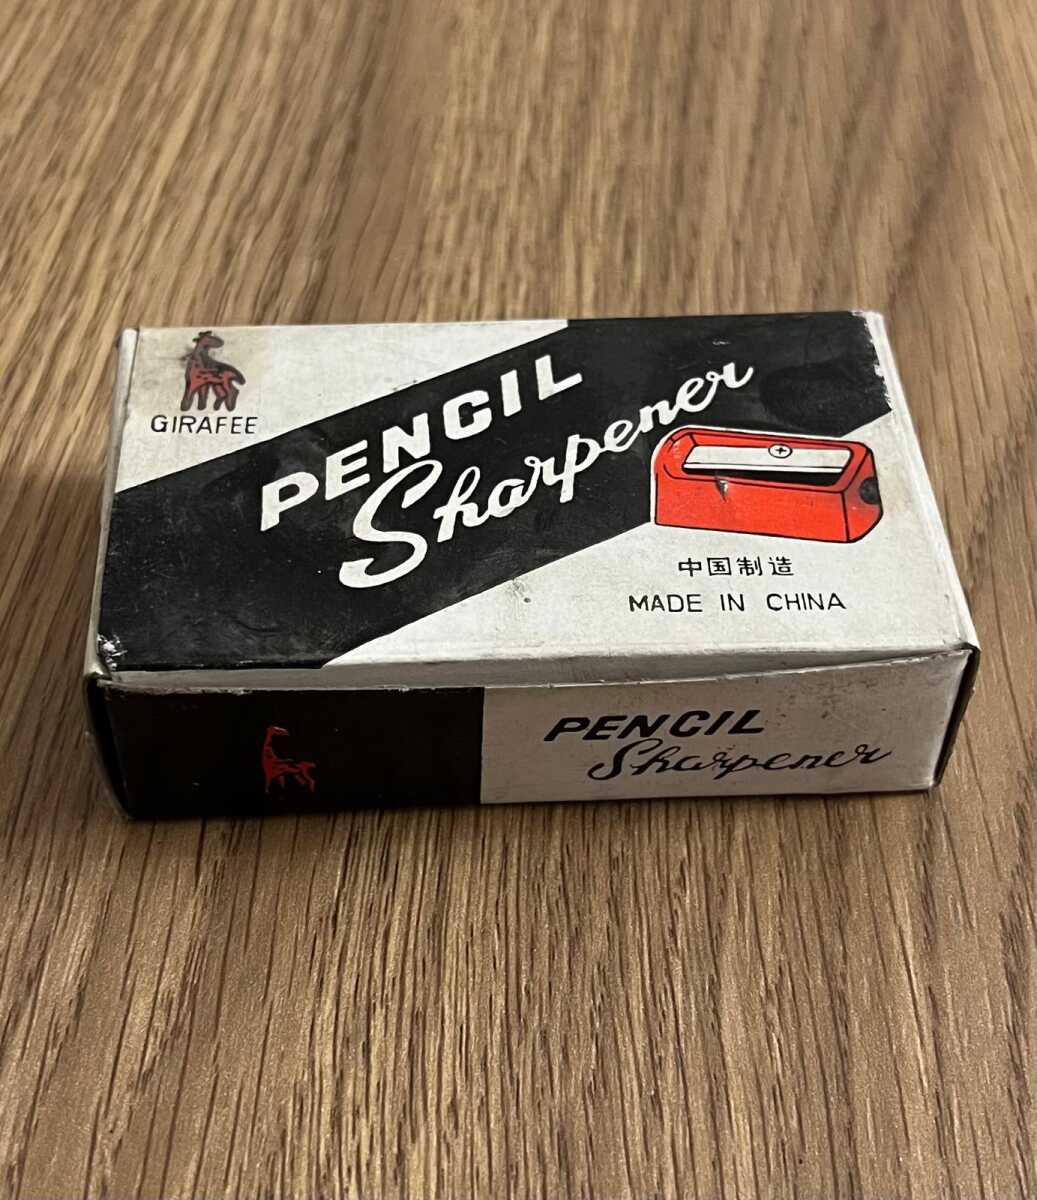 GIRAFEE
PENCIL
Sharpener
中国制造
MADE IN CHINA
PENCIL
Sharpener